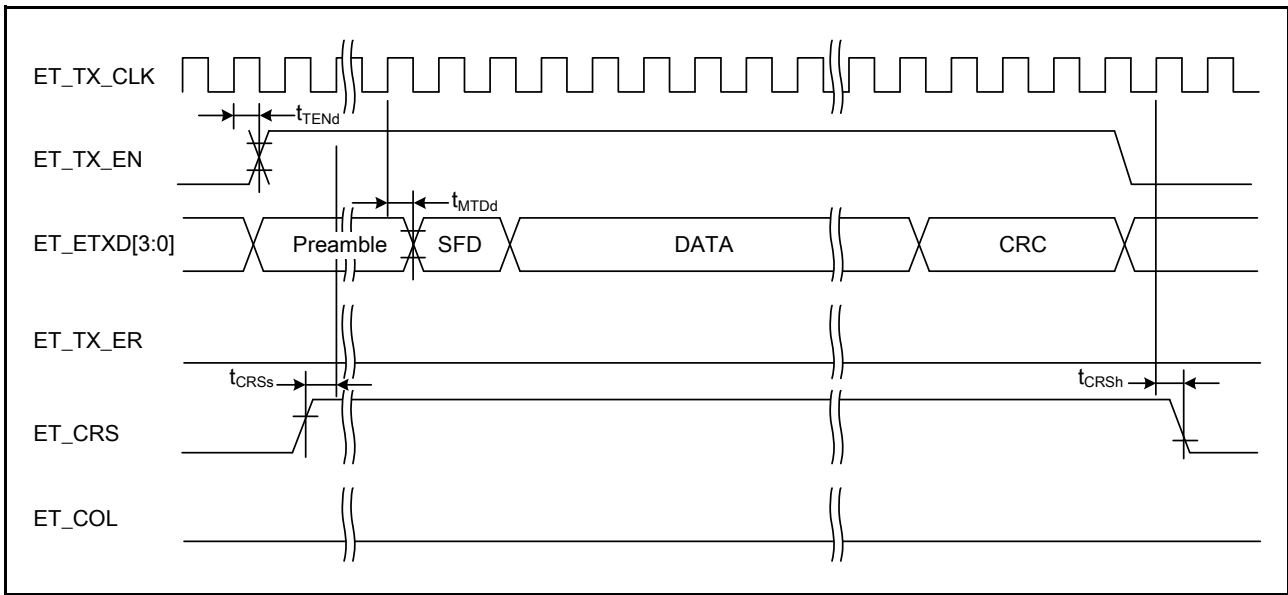 ET_TX_CLK
tTENd
ET_TX_EN
tMTDd
ET_ETXD[3:0]
Preamble SFD DATA CRC
ET_TX_ER
tCRSs tCRSh
ET_CRS
ET_COL